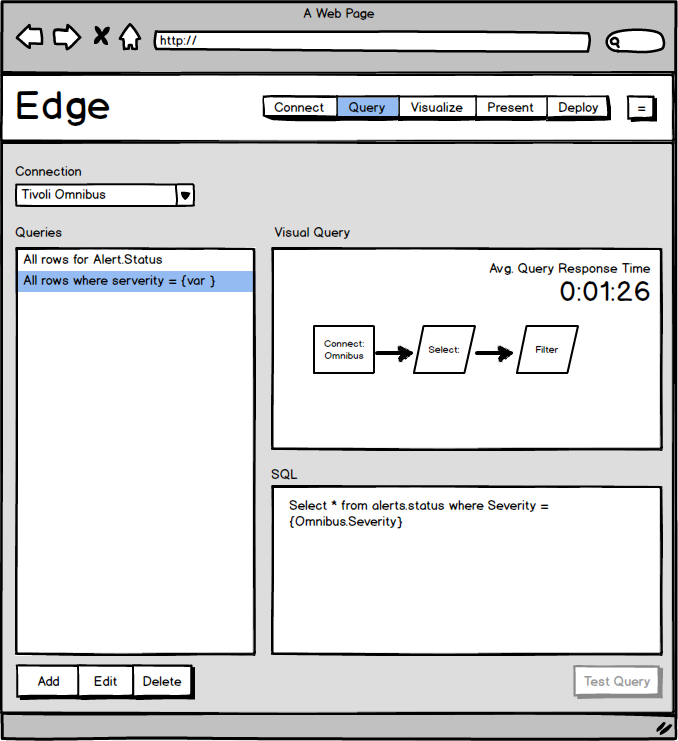 A Web Page
http://
Edge
Connect Query Visualize Present Deploy =
Connection
Tivoli Omnibus
Queries
All rows for Alert.Status
All rows where serverity = {var }
Visual Query
Avg. Query Response Time
0:01:26
Connect:
Omnibus
Select:
Filter
SQL
Select * from alerts.status where Severity =
{Omnibus.Severity}
Add Edit Delete
Test Query